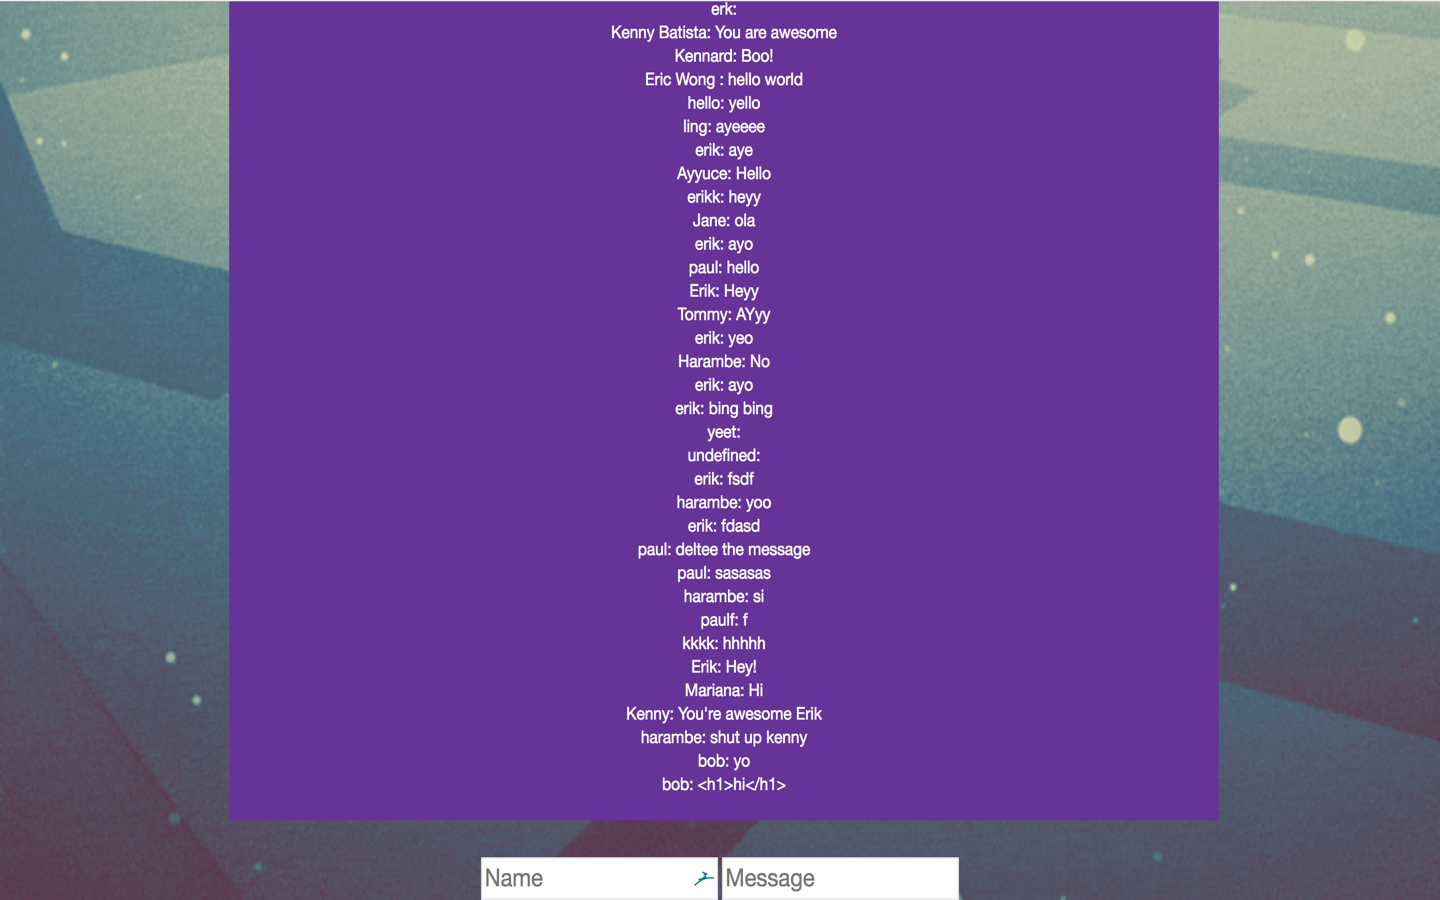 erk:
Kenny Batista: You are awesome
Kennard: Boo!
Eric Wong : hello world
hello: yello
ling: ayeeee
erik: aye
Ayyuce: Hello
erikk: heyy
Jane: ola
erik: ayo
paul: hello
Erik: Heyy
Tommy: AYyy
erik: yeo
Harambe: No
erik: ayo
erik: bing bing
yeet:
undefined:
erik: fsdf
harambe: yoo
erik: fdasd
paul: deltee the message
paul: sasasas
harambe: si
paulf: f
kkkk: hhhhh
Erik: Hey!
Mariana: Hi
Kenny: You're awesome Erik
harambe: shut up kenny
bob: yo
bob: <h1>hi</h1>
Name Message